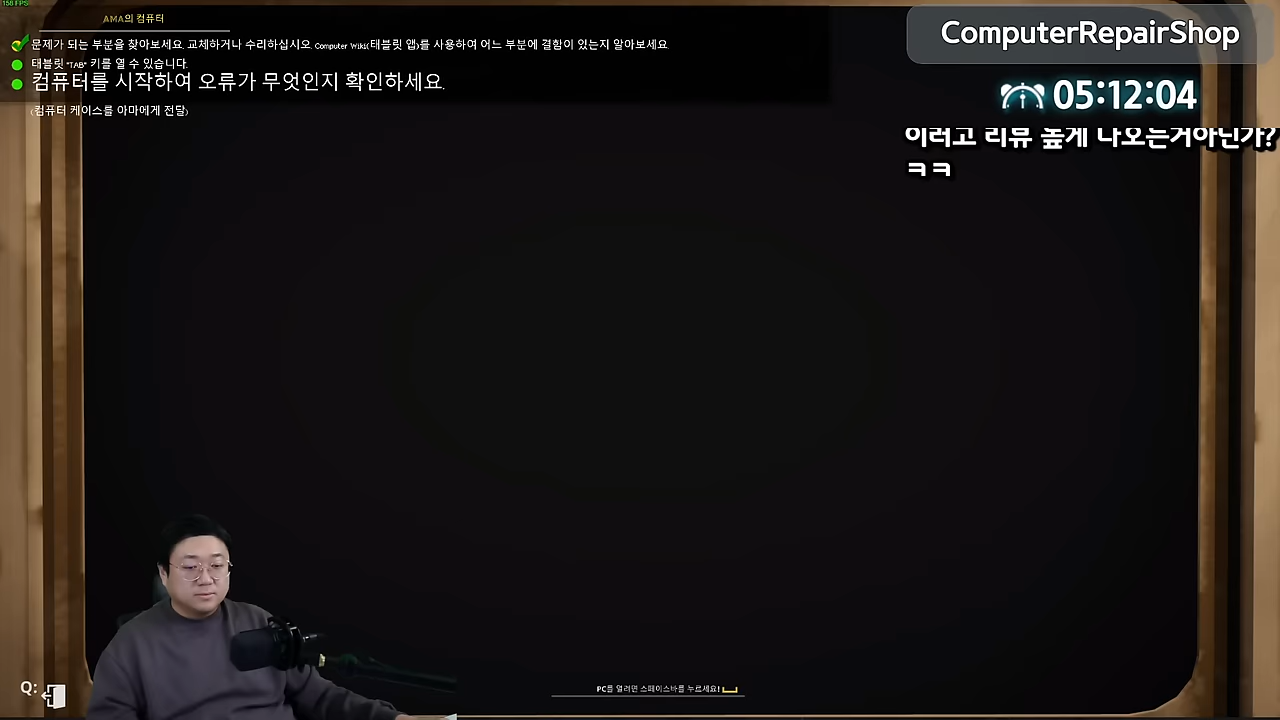 158 FPS
AMA의 컴퓨터
문제가 되는 부분을 찾아보세요. 교체하거나 수리하십시오. Computer Wiki(태블릿 앱)를 사용하여 어느 부분에 결함이 있는지 알아보세요.
태블릿 "TAB" 키를 열 수 있습니다.
컴퓨터를 시작하여 오류가 무엇인지 확인하세요.
(컴퓨터 케이스를 아마에게 전달)
ComputerRepairShop
05:12:04
이러고 리뷰 높게 나오는거아닌가?
ㅋㅋ
Q:
PC를 열려면 스페이스바를 누르세요!